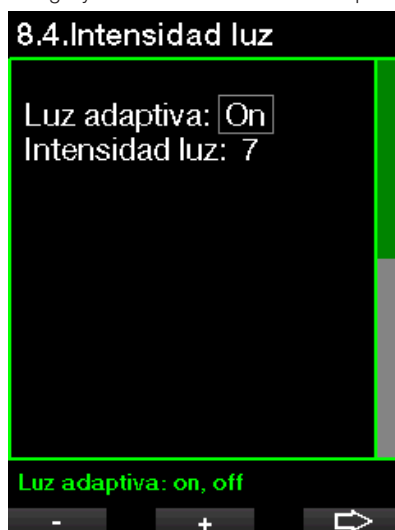 8.4.Intensidad luz
Luz adaptiva: On
Intensidad luz: 7
Luz adaptiva: on, off
- +